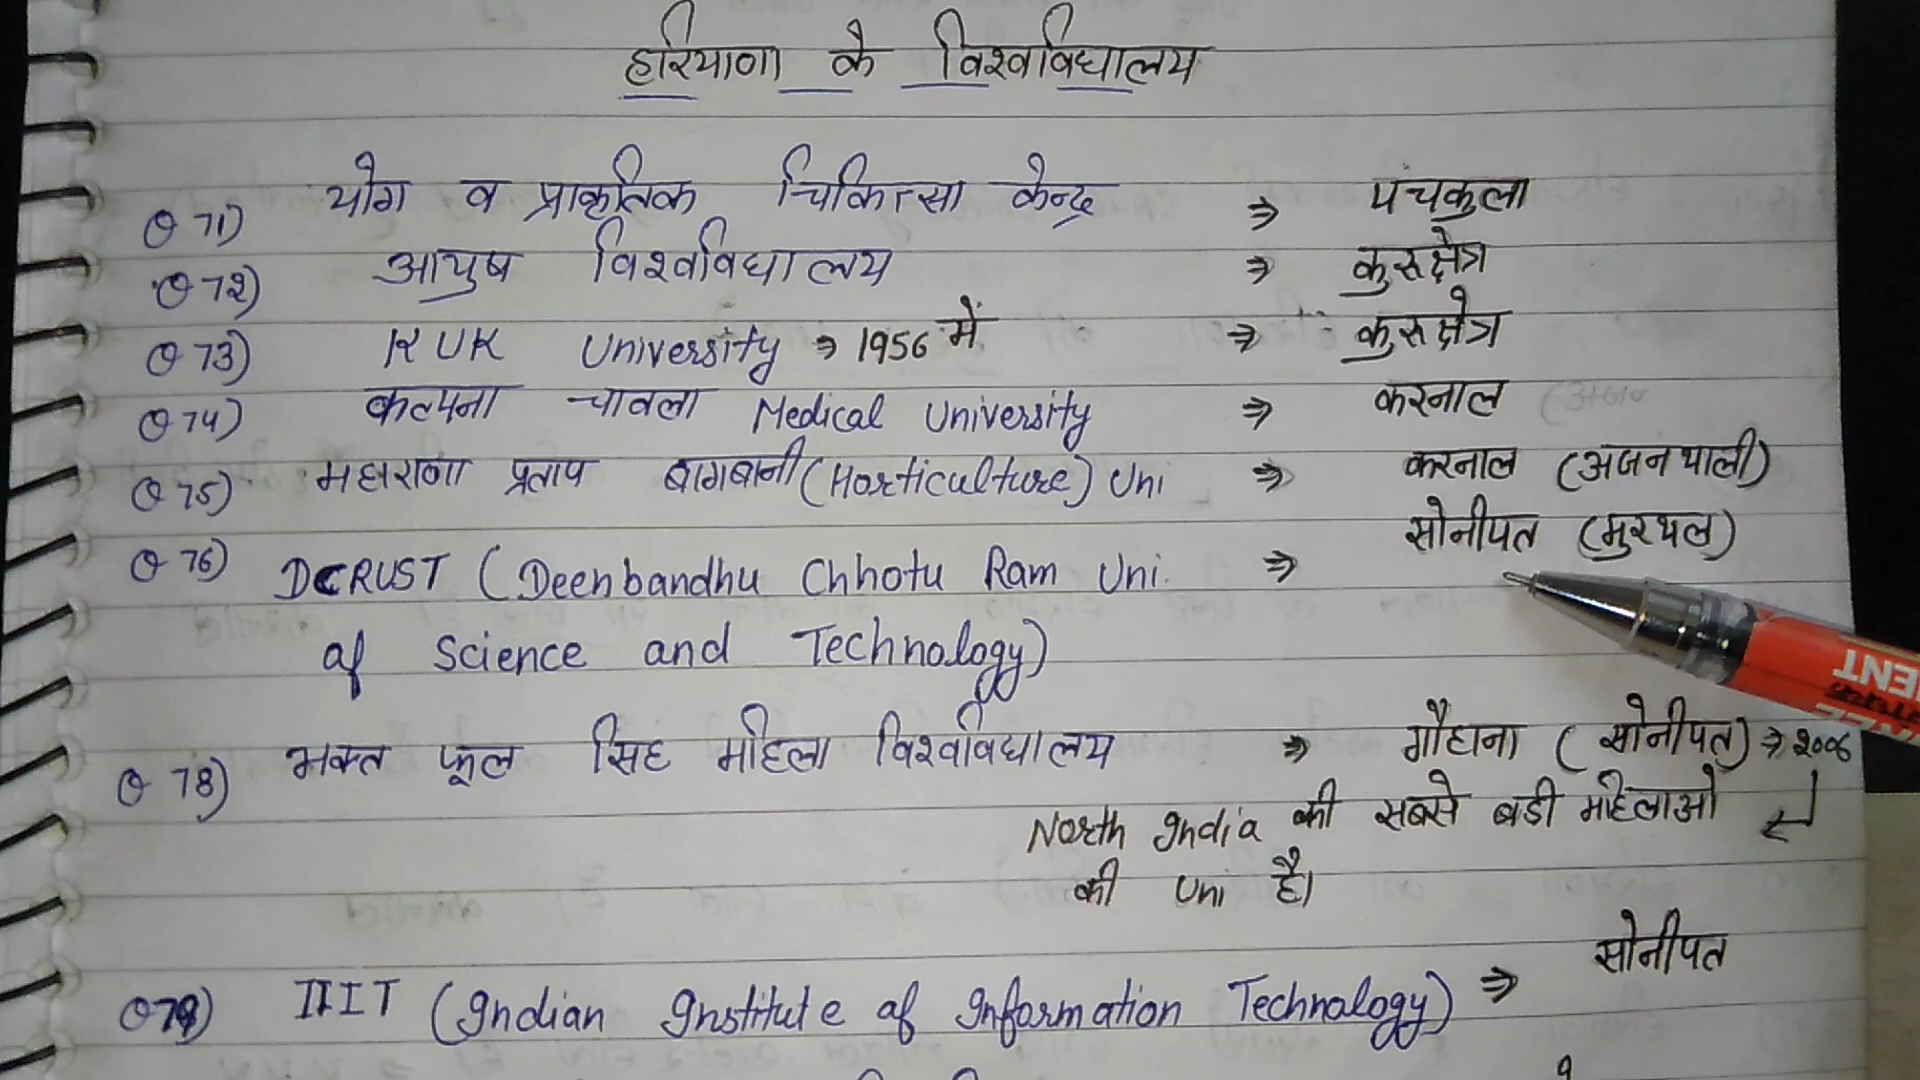 हरियाणा के विश्वविद्यालय
Q 71) योग व प्राकृतिक चिकित्सा केन्द्र ⇒ पंचकुला
Q 72) आयुष विश्वविद्यालय ⇒ कुरुक्षेत्र
Q 73) KUK University → 1956 में ⇒ कुरुक्षेत्र
Q 74) कल्पना चावला Medical University ⇒ करनाल
Q 75) महाराणा प्रताप बागबानी (Horticulture) Uni ⇒ करनाल (अंजनथाली)
Q 76) DCRUST (Deenbandhu Chhotu Ram Uni. ⇒ सोनीपत (मुरथल)
of Science and Technology)
Q 78) भक्त फूल सिंह महिला विश्वविद्यालय ⇒ गौहाना (सोनीपत) ⇒ 2006
North India की सबसे बडी महिलाओ
की Uni है।
Q79) IIIT (Indian Institute of Information Technology) ⇒ सोनीपत